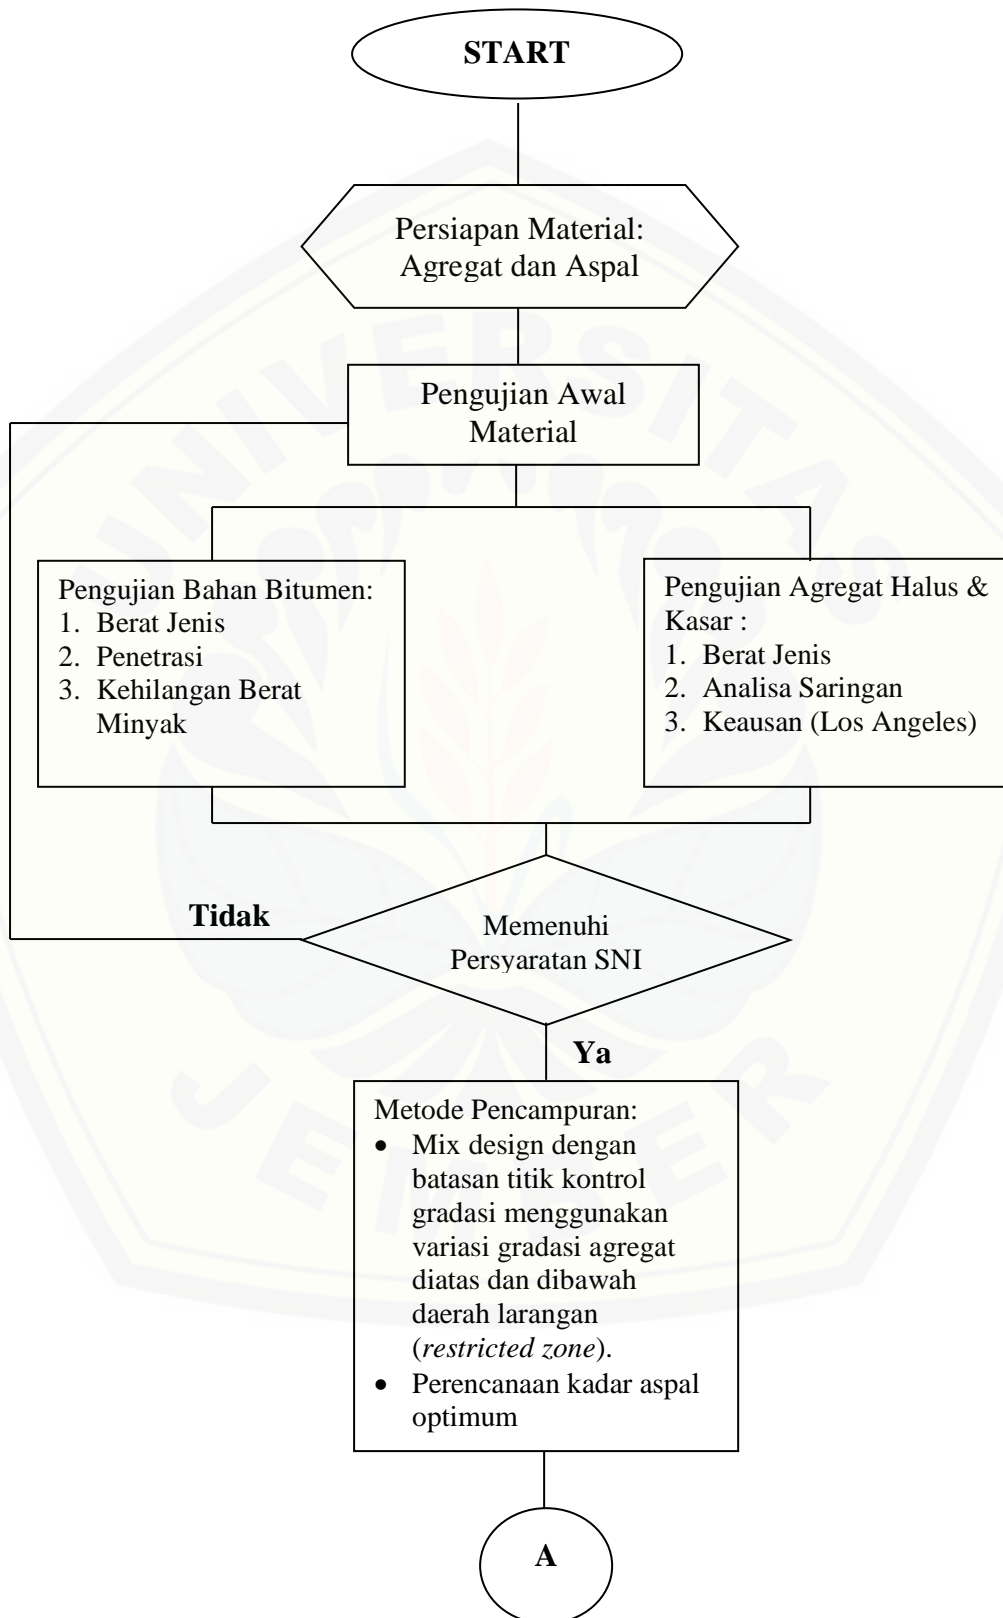 START
Persiapan Material:
Agregat dan Aspal
Pengujian Awal
Material
Pengujian Bahan Bitumen:
1. Berat Jenis
2. Penetrasi
3. Kehilangan Berat
Minyak
Pengujian Agregat Halus &
Kasar :
1. Berat Jenis
2. Analisa Saringan
3. Keausan (Los Angeles)
Tidak
Memenuhi
Persyaratan SNI
Ya
Metode Pencampuran:
• Mix design dengan
batasan titik kontrol
gradasi menggunakan
variasi gradasi agregat
diatas dan dibawah
daerah larangan
(restricted zone).
• Perencanaan kadar aspal
optimum
A
UNIVERSITAS
JEMBER